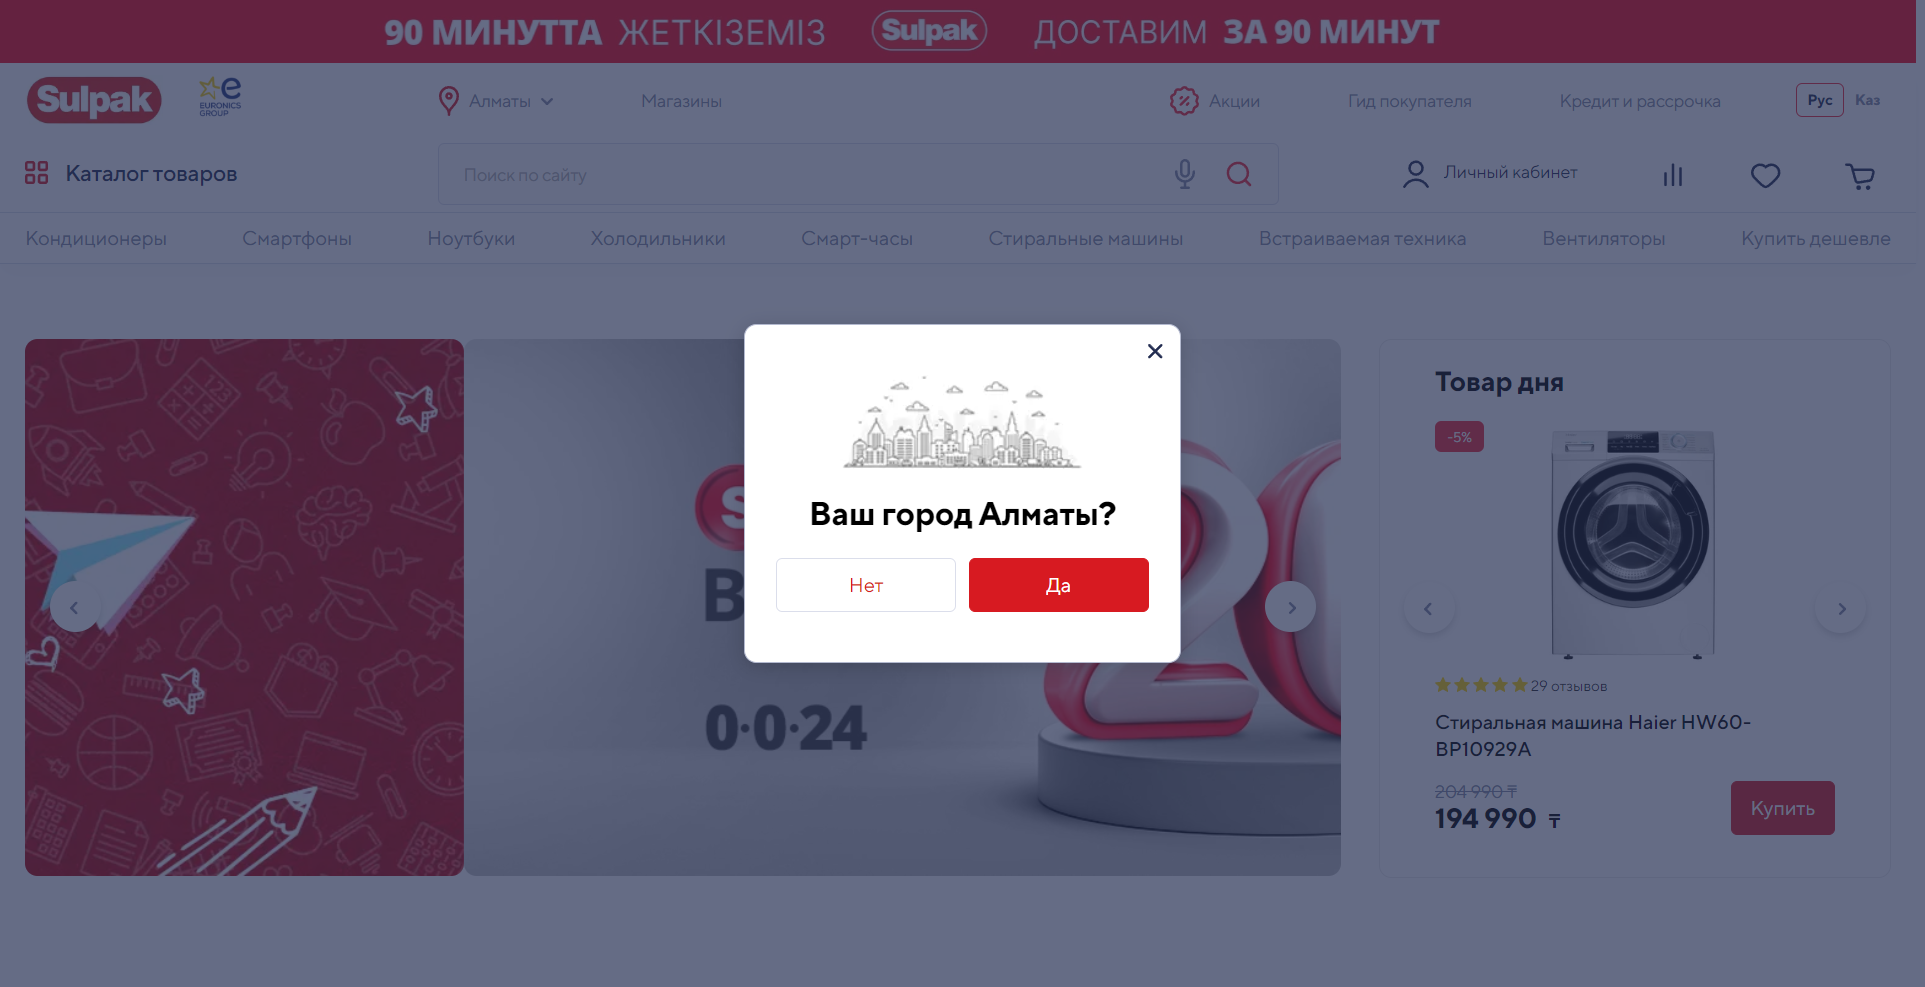 90 МИНУТТА ЖЕТКІЗЕМІЗ Sulpak ДОСТАВИМ ЗА 90 МИНУТ
Sulpak
e EURONICS GROUP
Алматы Магазины Акции Гид покупателя Кредит и рассрочка Рус Каз
Каталог товаров Поиск по сайту Личный кабинет
Кондиционеры Смартфоны Ноутбуки Холодильники Смарт-часы Стиральные машины Встраиваемая техника Вентиляторы Купить дешевле
Ваш город Алматы?
Нет Да
0·0·24
Товар дня
-5%
29 отзывов
Стиральная машина Haier HW60-
BP10929A
204 990 ₸
194 990 ₸
Купить